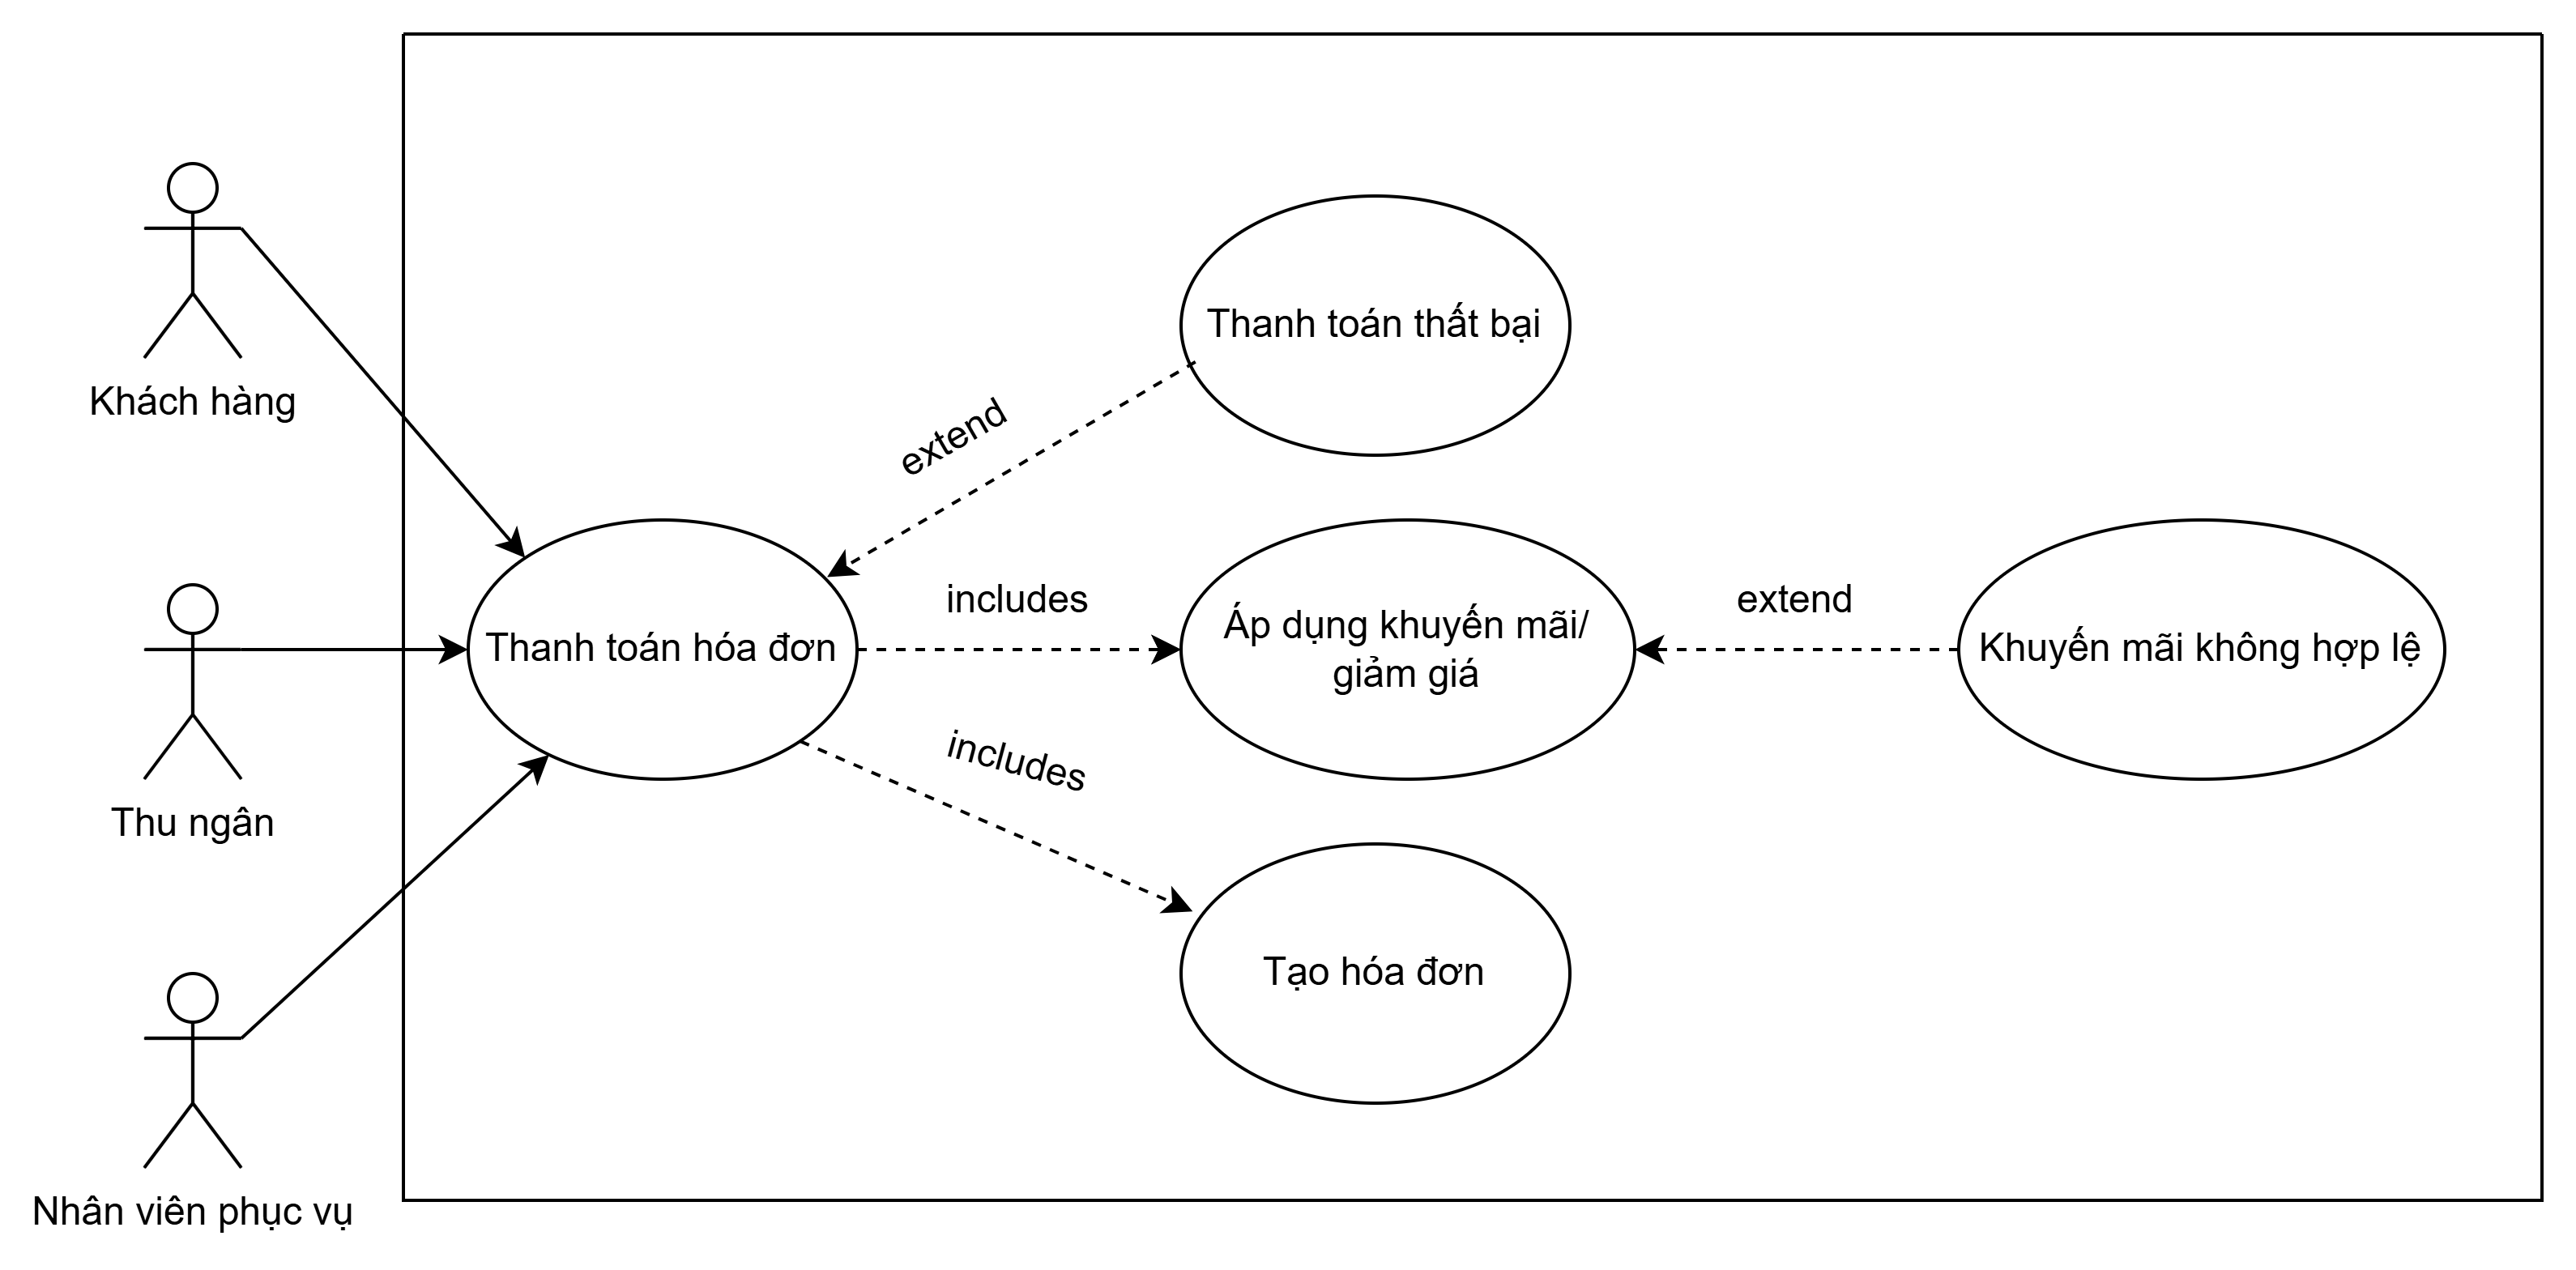 Khách hàng
Thanh toán thất bại
extend
includes
extend
Thanh toán hóa đơn
Áp dụng khuyến mãi/
giảm giá
Khuyến mãi không hợp lệ
includes
Thu ngân
Tạo hóa đơn
Nhân viên phục vụ